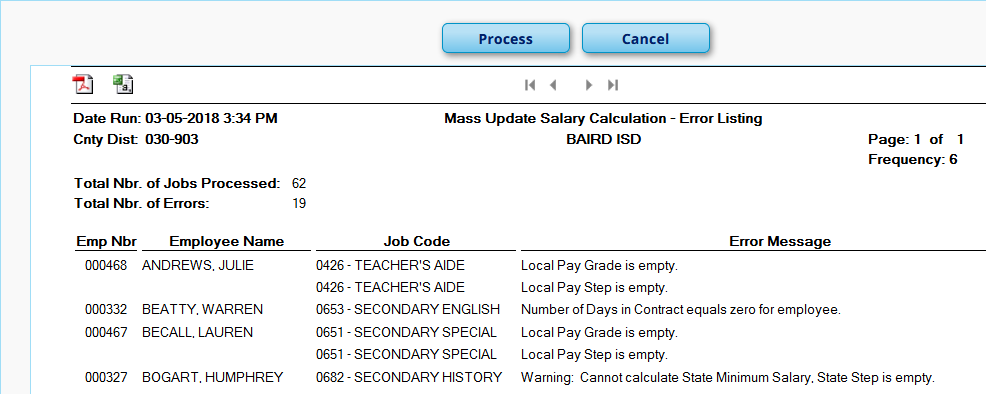 Process Cancel
Date Run: 03-05-2018 3:34 PM Mass Update Salary Calculation - Error Listing
Cnty Dist: 030-903 BAIRD ISD Page: 1 of 1
Frequency: 6
Total Nbr. of Jobs Processed: 62
Total Nbr. of Errors: 19
Emp Nbr Employee Name Job Code Error Message
000468 ANDREWS, JULIE 0426 - TEACHER'S AIDE Local Pay Grade is empty.
0426 - TEACHER'S AIDE Local Pay Step is empty.
000332 BEATTY, WARREN 0653 - SECONDARY ENGLISH Number of Days in Contract equals zero for employee.
000467 BECALL, LAUREN 0651 - SECONDARY SPECIAL Local Pay Grade is empty.
0651 - SECONDARY SPECIAL Local Pay Step is empty.
000327 BOGART, HUMPHREY 0682 - SECONDARY HISTORY Warning: Cannot calculate State Minimum Salary, State Step is empty.